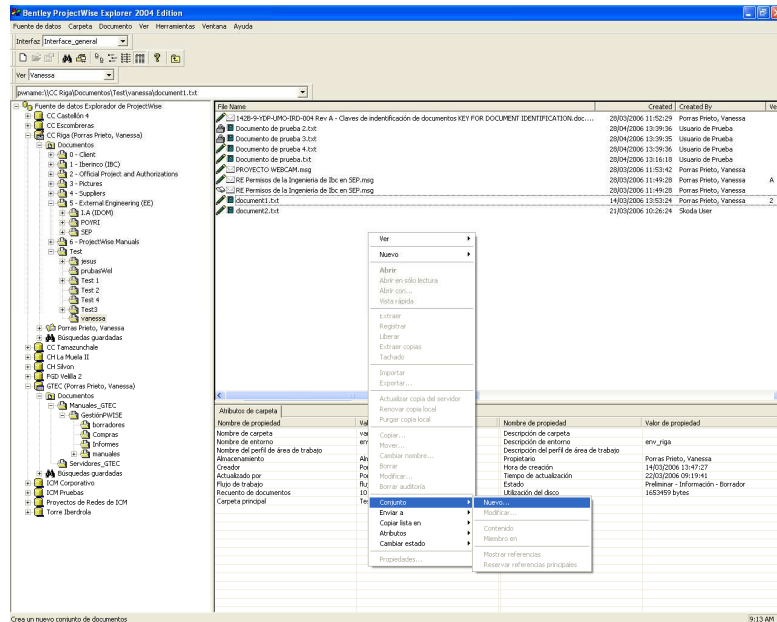 Bentley ProjectWise Explorer 2004 Edition
Fuente de datos Carpeta Documento Ver Herramientas Ventana Ayuda
Interfaz Interface_general
Ver Vanessa
pwname:\\CC Riga\Documentos\Test\vanessa\document1.txt
Fuente de datos Explorador de ProjectWise
CC Castellón 4
CC Escombreras
CC Riga (Porras Prieto, Vanessa)
Documentos
0 - Client
1 - Iberinco (IBC)
2 - Official Project and Authorizations
3 - Pictures
4 - Suppliers
5 - External Engineering (EE)
I.A (IDOM)
POYRI
SEP
6 - ProjectWise Manuals
Test
jesus
prubasWel
Test 1
Test 2
Test 4
Test3
vanessa
Porras Prieto, Vanessa
Búsquedas guardadas
CC Tamazunchale
CH La Muela II
CH Silvon
FGD Velilla 2
GTEC (Porras Prieto, Vanessa)
Documentos
Manuales_GTEC
GestiónPWISE
borradores
Compras
Informes
manuales
Servidores_GTEC
Búsquedas guardadas
ICM Corporativo
ICM Pruebas
Proyectos de Redes de ICM
Torre Iberdrola
File Name Created Created By Ve
142B-9-YDP-UMO-IRD-004 Rev A - Claves de indentificación de documentos KEY FOR DOCUMENT IDENTIFICATION.doc.... 28/03/2006 11:52:29 Porras Prieto, Vanessa
Documento de prueba 2.txt 28/04/2006 13:39:36 Usuario de Prueba
Documento de prueba 3.txt 28/04/2006 13:39:35 Usuario de Prueba
Documento de prueba 4.txt 28/04/2006 13:39:36 Usuario de Prueba
Documento de prueba.txt 28/04/2006 13:16:18 Usuario de Prueba
PROYECTO WEBCAM.msg 28/03/2006 11:53:42 Porras Prieto, Vanessa
RE Permisos de la Ingenieria de Ibc en SEP.msg 28/03/2006 11:49:28 Porras Prieto, Vanessa A
RE Permisos de la Ingenieria de Ibc en SEP.msg 28/03/2006 11:49:28 Porras Prieto, Vanessa
document1.txt 14/03/2006 13:53:24 Porras Prieto, Vanessa 2
document2.txt 21/03/2006 10:26:24 Skoda User
Ver
Nuevo
Abrir
Abrir en sólo lectura
Abrir con...
Vista rápida
Extraer
Registrar
Liberar
Extraer copias
Tachado
Importar
Exportar...
Actualizar copia del servidor
Renovar copia local
Purgar copia local
Copiar...
Mover...
Cambiar nombre...
Borrar
Modificar...
Borrar auditoría
Conjunto
Enviar a
Copiar lista en
Atributos
Cambiar estado
Propiedades...
Nuevo...
Modificar...
Contenido
Miembro en
Mostrar referencias
Reservar referencias principales
Atributos de carpeta
Nombre de propiedad Val Nombre de propiedad Valor de propiedad
Nombre de carpeta va Descripción de carpeta
Nombre de entorno en Descripción de entorno env_riga
Nombre del perfil de área de trabajo Descripción del perfil de área de trabajo
Almacenamiento Aln Propietario Porras Prieto, Vanessa
Creador Por Hora de creación 14/03/2006 13:47:27
Actualizado por Por Tiempo de actualización 22/03/2006 09:19:41
Flujo de trabajo fluj Estado Preliminar - Información - Borrador
Recuento de documentos 10 Utilización del disco 1653459 bytes
Carpeta principal Tes
Crea un nuevo conjunto de documentos 9:13 AM